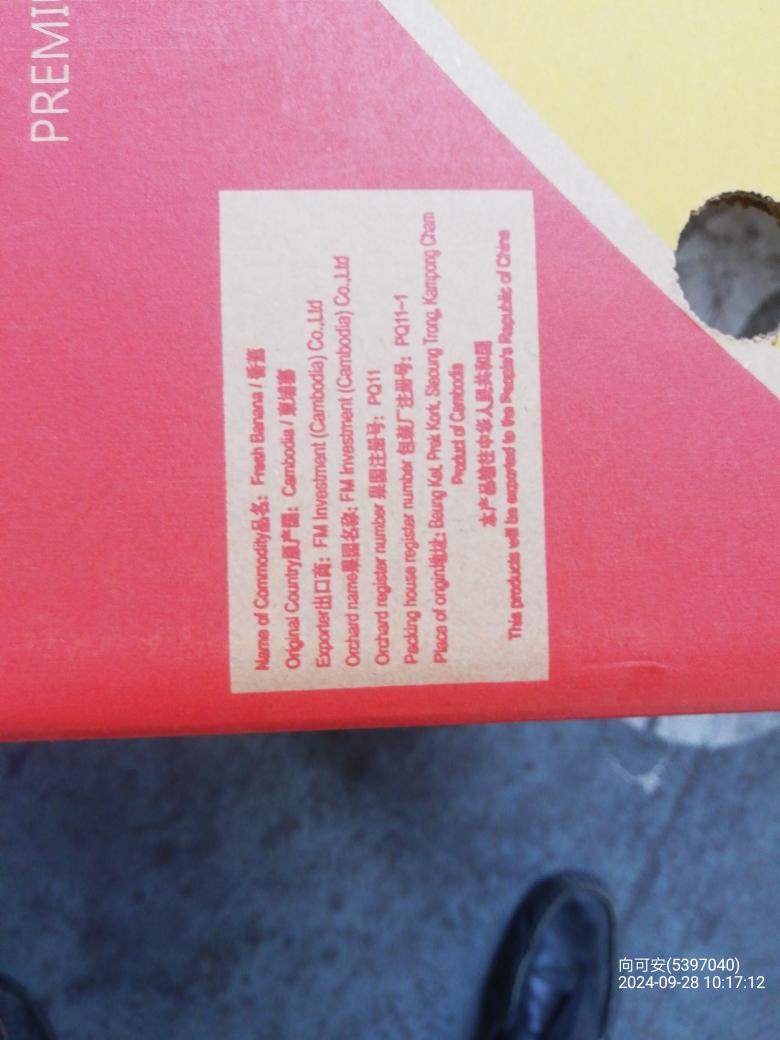 PREMI
Name of Commodity品名: Fresh Banana / 香蕉
Original Country原产国: Cambodia / 柬埔寨
Exporter出口商: FM Investment (Cambodia) Co.,Ltd
Orchard name果园名称: FM Investment (Cambodia) Co.,Ltd
Orchard register number 果园注册号: PQ11
Packing house register number 包装厂注册号: PQ11-1
Place of origin地址: Beung Ket, Prek Kork, Steoung Trong, Kampong Cham
Product of Cambodia
本产品输往中华人民共和国
This products will be exported to the People's Republic of China
向可安(5397040)
2024-09-28 10:17:12